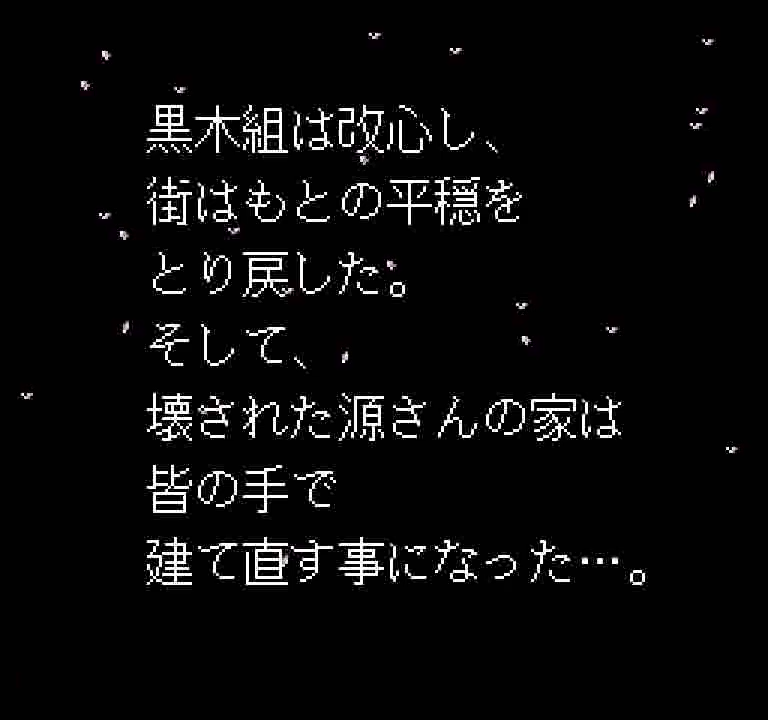 黒木組は改心し、
街はもとの平穏を
とり戻した。
そして、
壊された源さんの家は
皆の手で
建て直す事になった…。